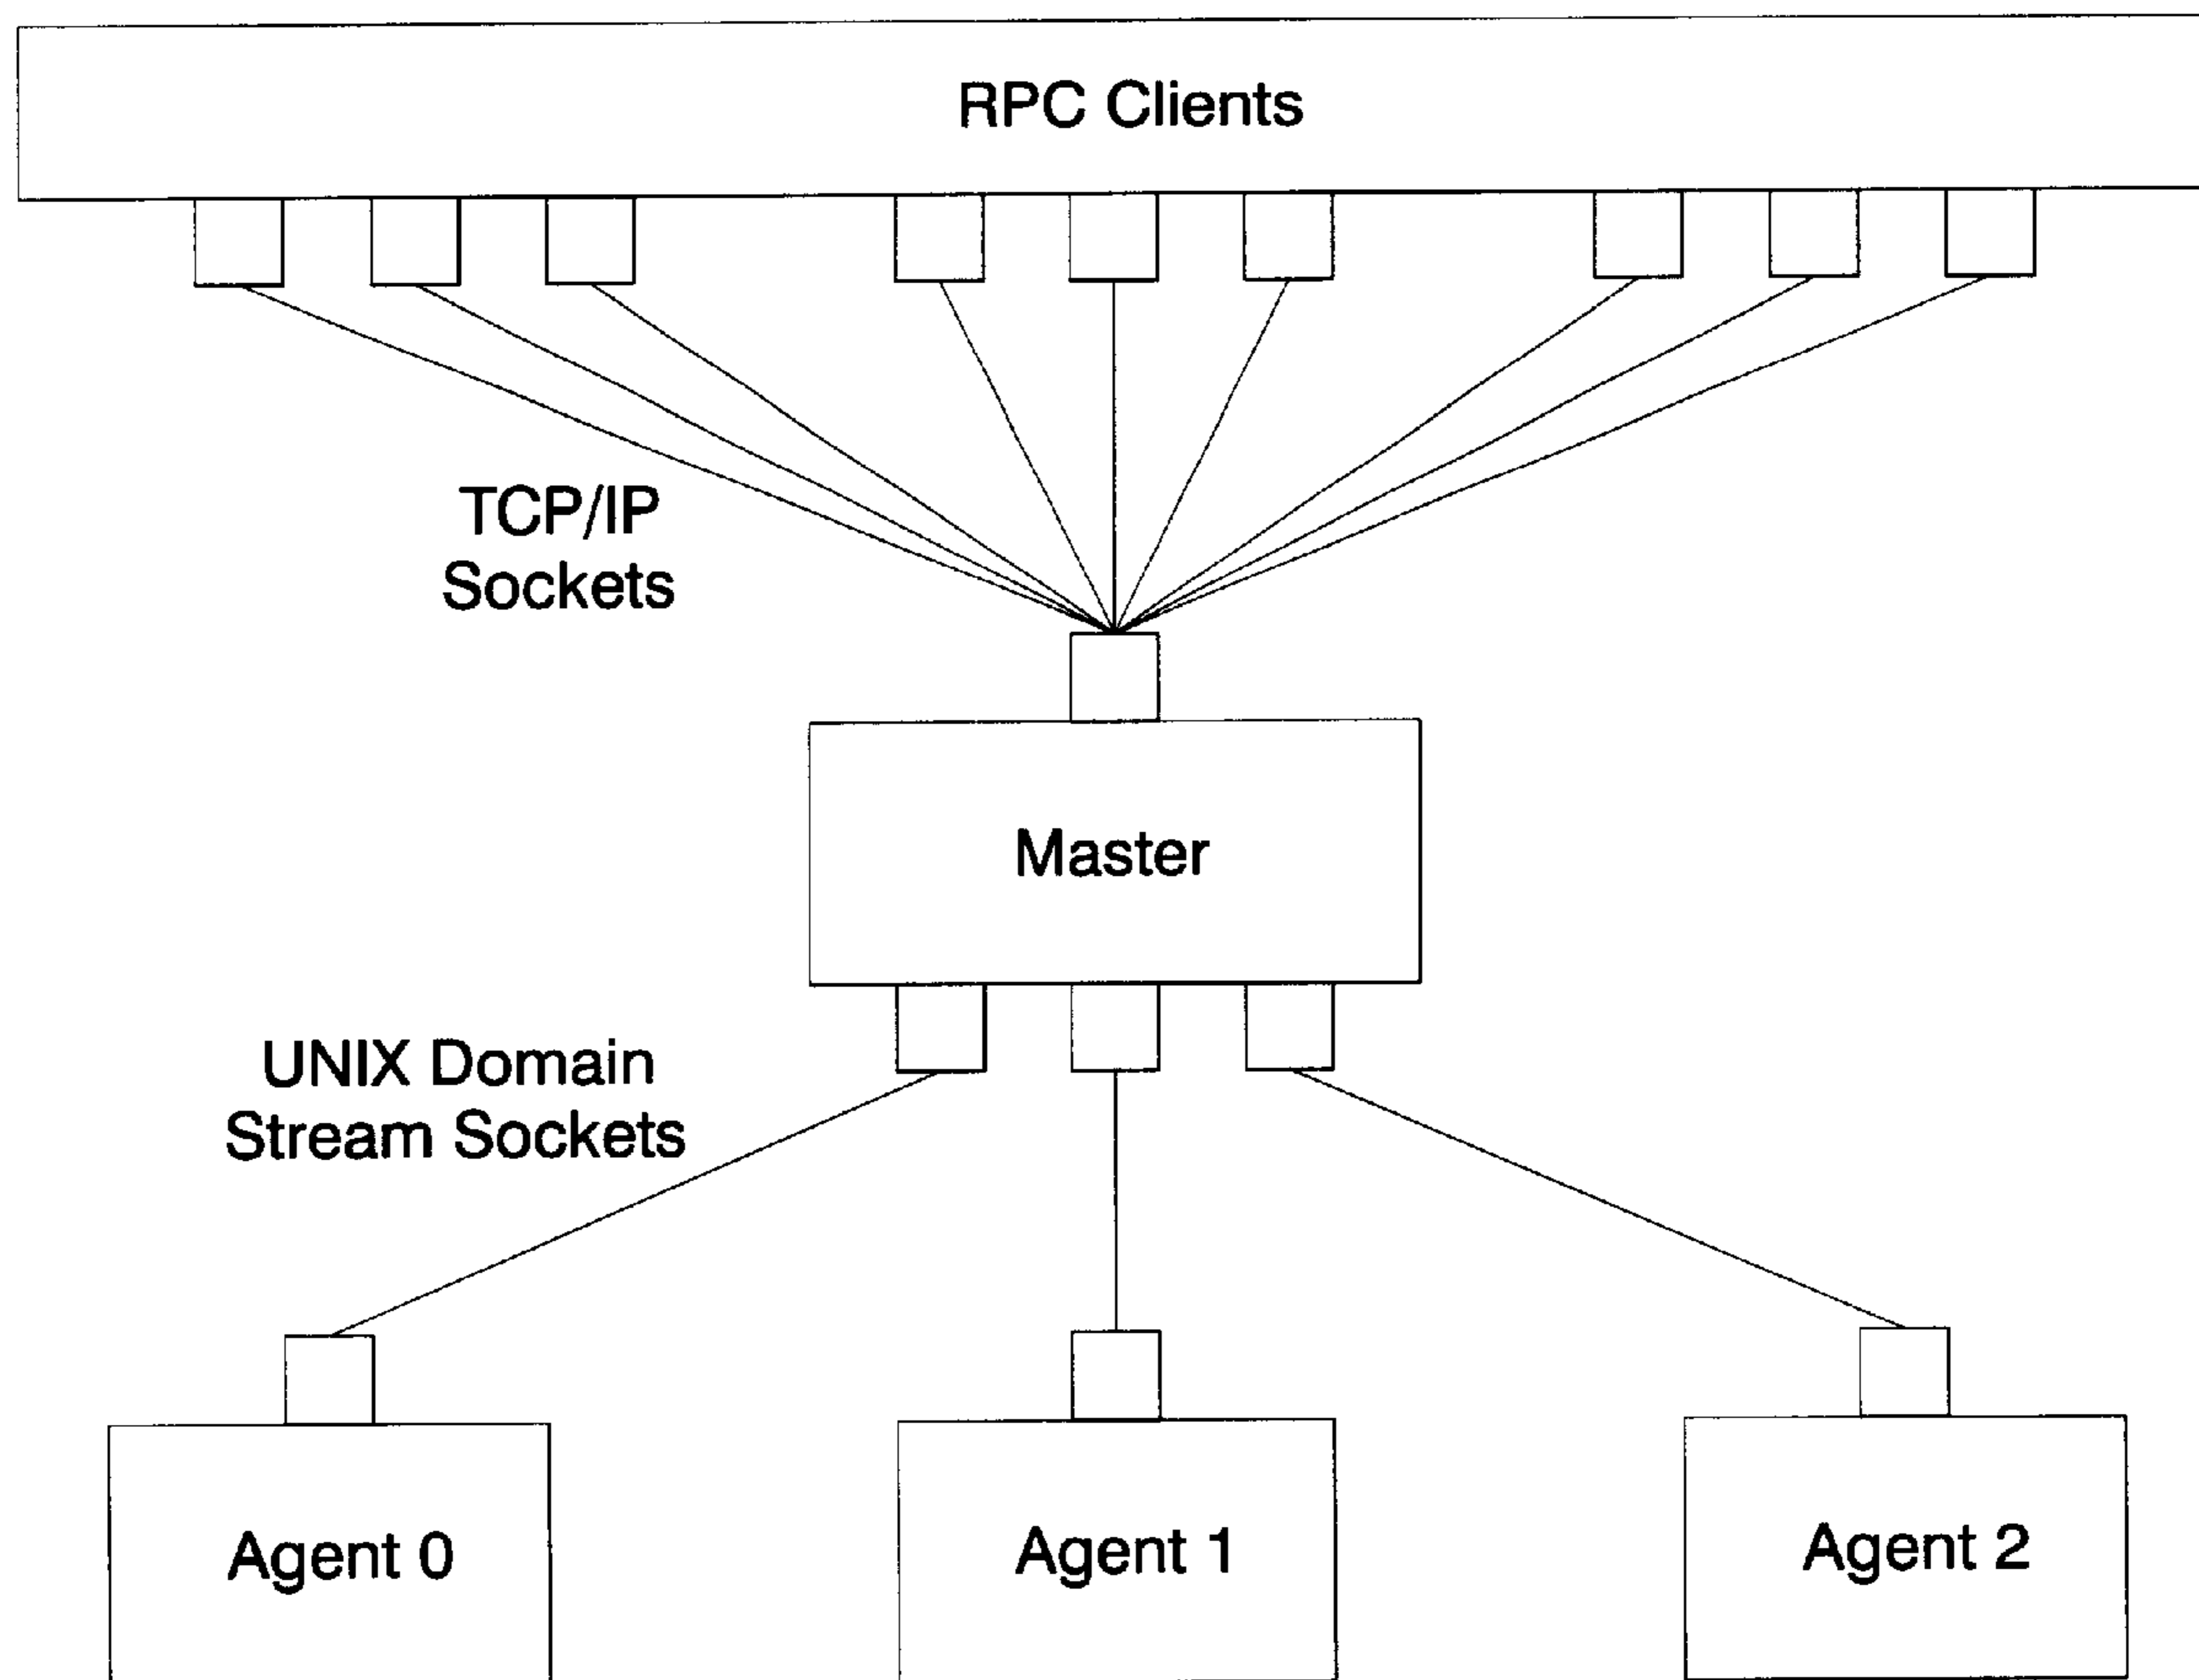 RPC Clients
TCP/IP
Sockets
Master
UNIX Domain
Stream Sockets
Agent 0
Agent 1
Agent 2